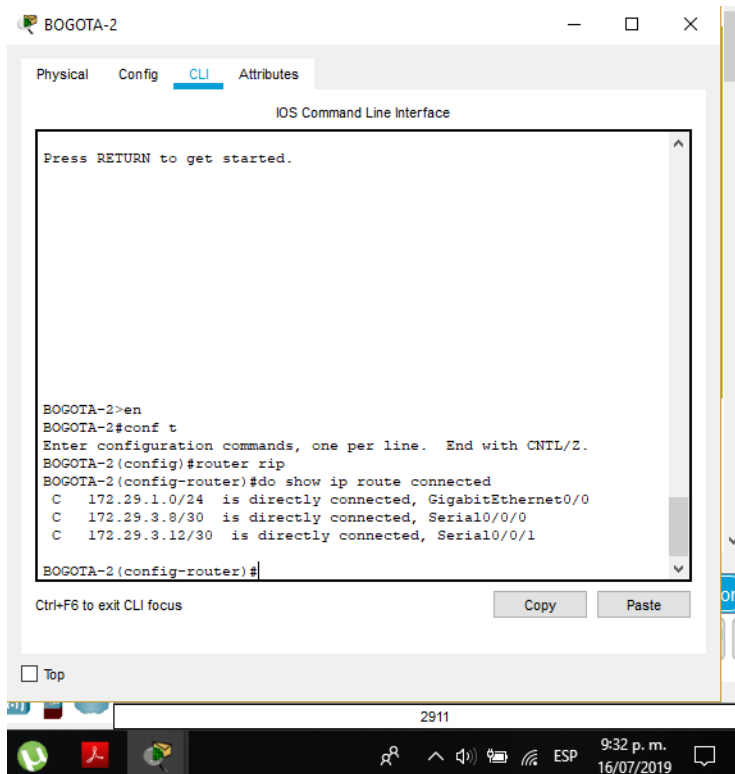 BOGOTA-2
Physical Config CLI Attributes
IOS Command Line Interface
Press RETURN to get started.
BOGOTA-2>en
BOGOTA-2#conf t
Enter configuration commands, one per line.  End with CNTL/Z.
BOGOTA-2(config)#router rip
BOGOTA-2(config-router)#do show ip route connected
C    172.29.1.0/24  is directly connected, GigabitEthernet0/0
C    172.29.3.8/30  is directly connected, Serial0/0/0
C    172.29.3.12/30  is directly connected, Serial0/0/1
BOGOTA-2(config-router)#
Ctrl+F6 to exit CLI focus
Copy Paste
Top
2911
ESP
9:32 p. m.
16/07/2019